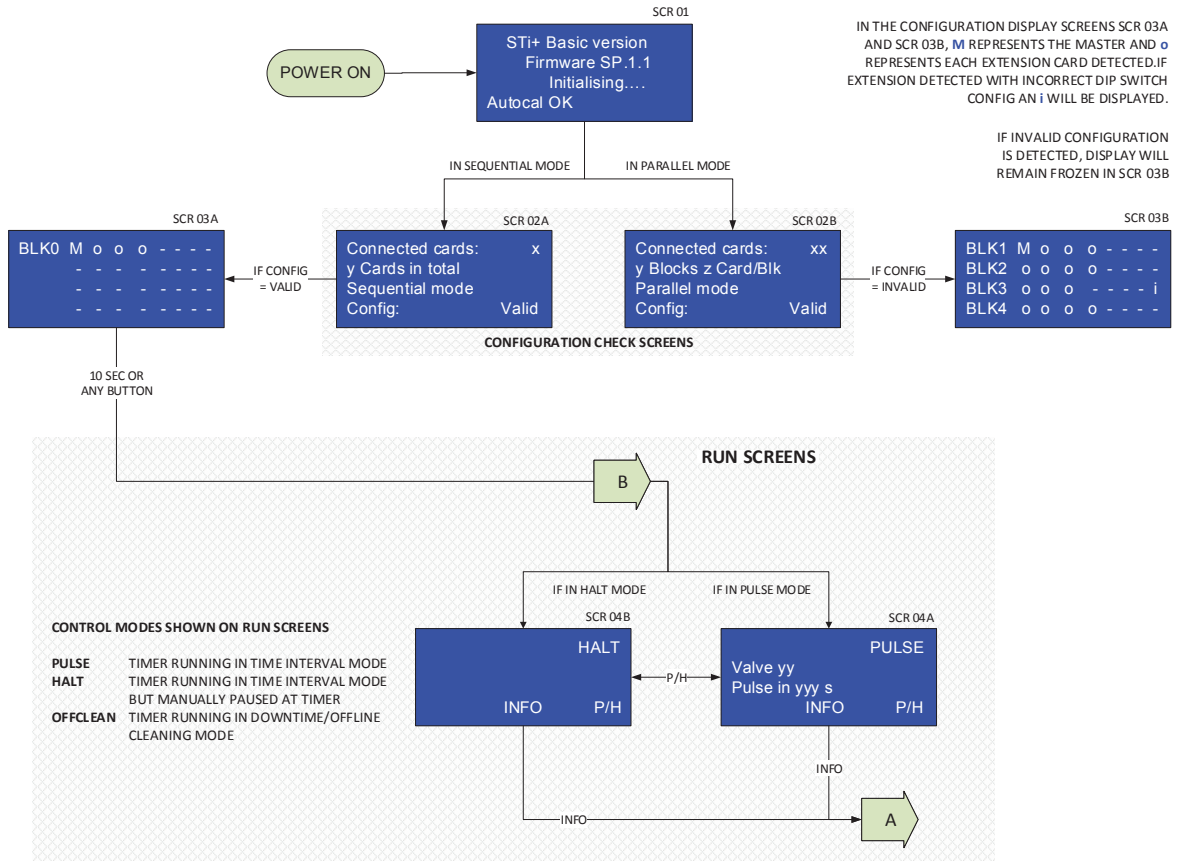 SCR 01
STi+ Basic version
Firmware SP.1.1
Initialising....
Autocal OK
POWER ON
IN THE CONFIGURATION DISPLAY SCREENS SCR 03A
AND SCR 03B, M REPRESENTS THE MASTER AND o
REPRESENTS EACH EXTENSION CARD DETECTED.IF
EXTENSION DETECTED WITH INCORRECT DIP SWITCH
CONFIG AN i WILL BE DISPLAYED.
IF INVALID CONFIGURATION
IS DETECTED, DISPLAY WILL
REMAIN FROZEN IN SCR 03B
IN SEQUENTIAL MODE
IN PARALLEL MODE
SCR 03A
BLK0 M o o o - - - -
- - - - - - - -
- - - - - - - -
- - - - - - - -
IF CONFIG
= VALID
SCR 02A
Connected cards: x
y Cards in total
Sequential mode
Config: Valid
SCR 02B
Connected cards: xx
y Blocks z Card/Blk
Parallel mode
Config: Valid
IF CONFIG
= INVALID
SCR 03B
BLK1 M o o o - - - -
BLK2 o o o o - - - -
BLK3 o o o - - - - i
BLK4 o o o o - - - -
CONFIGURATION CHECK SCREENS
10 SEC OR
ANY BUTTON
RUN SCREENS
B
IF IN HALT MODE
IF IN PULSE MODE
CONTROL MODES SHOWN ON RUN SCREENS
PULSE TIMER RUNNING IN TIME INTERVAL MODE
HALT TIMER RUNNING IN TIME INTERVAL MODE
BUT MANUALLY PAUSED AT TIMER
OFFCLEAN TIMER RUNNING IN DOWNTIME/OFFLINE
CLEANING MODE
SCR 04B
HALT
INFO P/H
P/H
SCR 04A
PULSE
Valve yy
Pulse in yyy s
INFO P/H
INFO
INFO
A